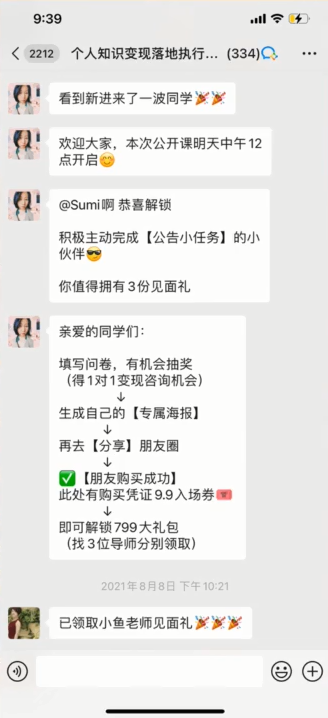 9:39
2212
个人知识变现落地执行... (334)
看到新进来了一波同学🎉🎉
欢迎大家，本次公开课明天中午12
点开启😊
@Sumi啊 恭喜解锁
积极主动完成【公告小任务】的小
伙伴😎
你值得拥有3份见面礼
亲爱的同学们：
填写问卷，有机会抽奖
（得1对1变现咨询机会）
↓
生成自己的【专属海报】
↓
再去【分享】朋友圈
↓
✅【朋友购买成功】
此处有购买凭证9.9入场券🎟️
↓
即可解锁799大礼包
（找3位导师分别领取）
2021年8月8日 下午10:21
已领取小鱼老师见面礼🎉🎉🎉